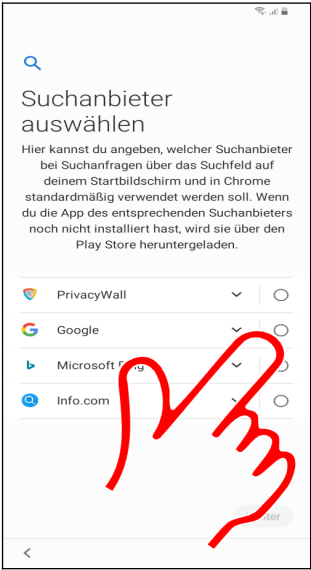 Suchanbieter
auswählen
Hier kannst du angeben, welcher Suchanbieter
bei Suchanfragen über das Suchfeld auf
deinem Startbildschirm und in Chrome
standardmäßig verwendet werden soll. Wenn
du die App des entsprechenden Suchanbieters
noch nicht installiert hast, wird sie über den
Play Store heruntergeladen.
PrivacyWall
Google
Microsoft
Info.com